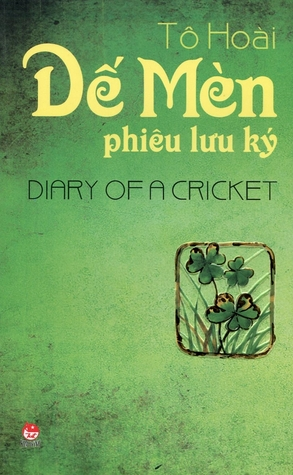 Tô Hoài
Dế Mèn
phiêu lưu ký
DIARY OF A CRICKET